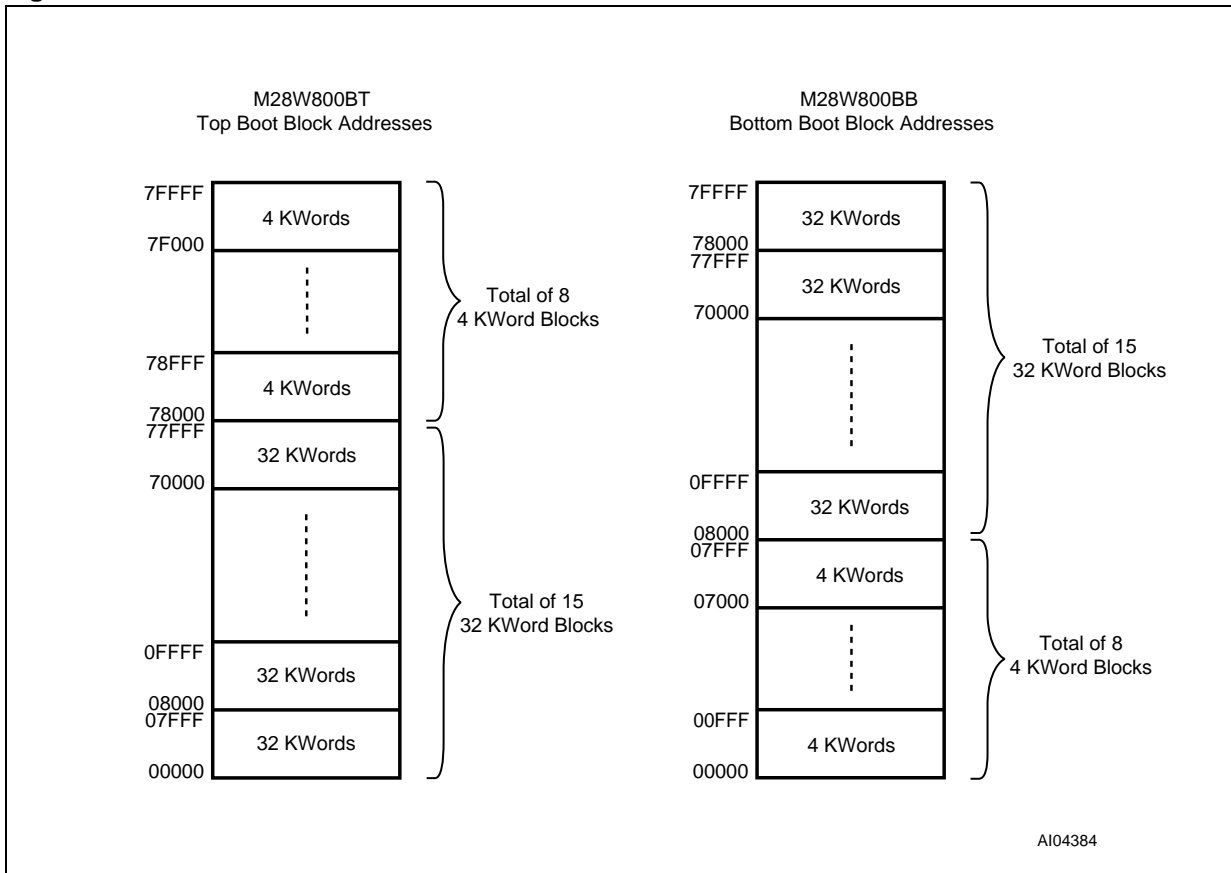 M28W800BT
Top Boot Block Addresses
7FFFF
4 KWords
7F000
Total of 8
4 KWord Blocks
78FFF
4 KWords
78000
77FFF
32 KWords
70000
Total of 15
32 KWord Blocks
0FFFF
32 KWords
08000
07FFF
32 KWords
00000
M28W800BB
Bottom Boot Block Addresses
7FFFF
32 KWords
78000
77FFF
32 KWords
70000
Total of 15
32 KWord Blocks
0FFFF
32 KWords
08000
07FFF
4 KWords
07000
Total of 8
4 KWord Blocks
00FFF
4 KWords
00000
AI04384